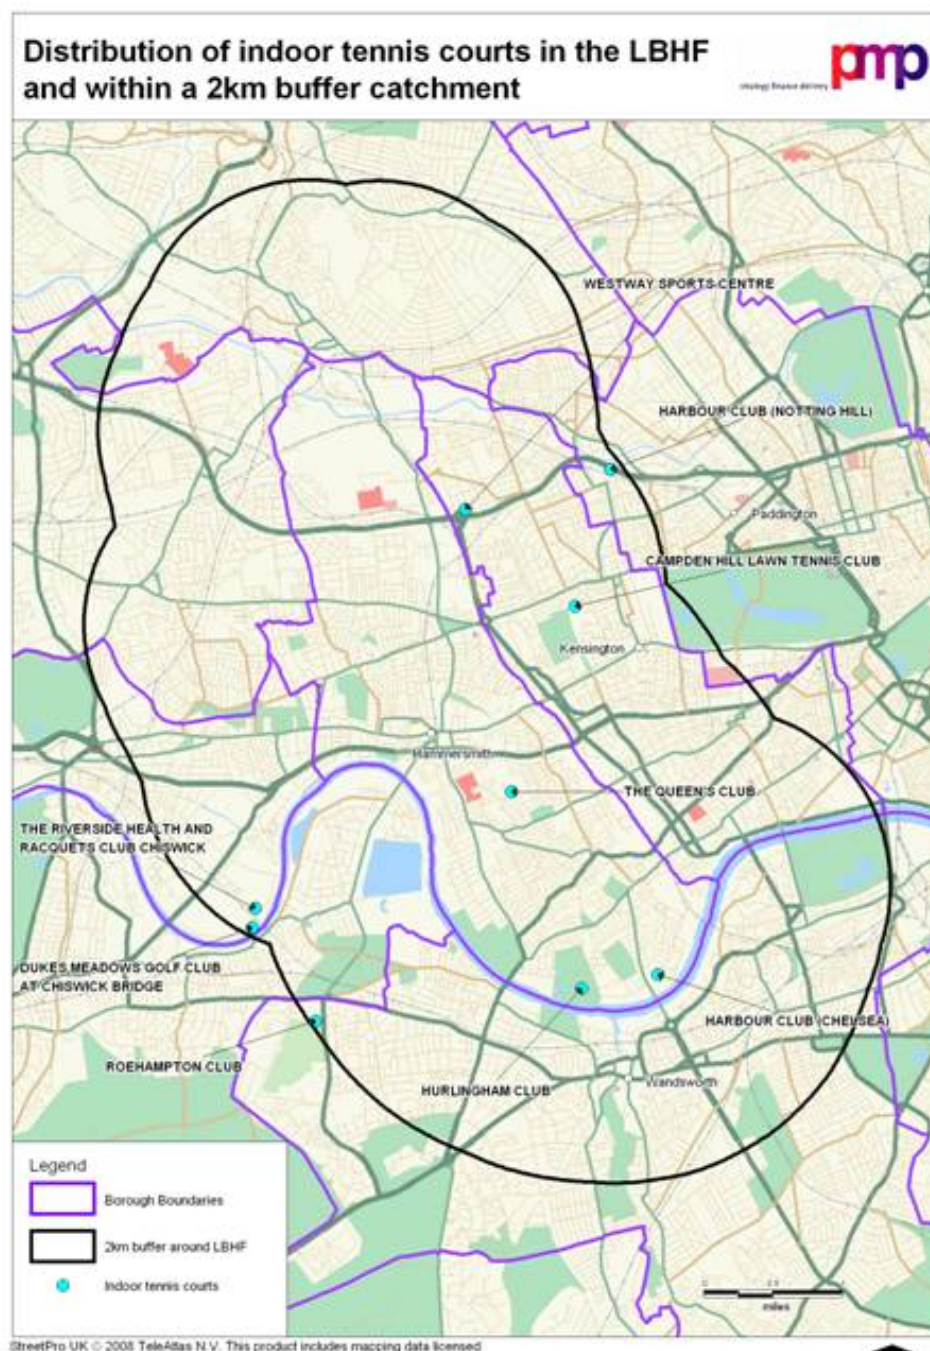 Distribution of indoor tennis courts in the LBHF
and within a 2km buffer catchment
pmp
strategy finance delivery
WESTWAY SPORTS CENTRE
HARBOUR CLUB (NOTTING HILL)
Paddington
CAMPDEN HILL LAWN TENNIS CLUB
Kensington
Hammersmith
THE QUEEN'S CLUB
THE RIVERSIDE HEALTH AND
RACQUETS CLUB CHISWICK
DUKES MEADOWS GOLF CLUB
AT CHISWICK BRIDGE
HARBOUR CLUB (CHELSEA)
ROEHAMPTON CLUB
HURLINGHAM CLUB
Wandsworth
Legend
Borough Boundaries
2km buffer around LBHF
Indoor tennis courts
miles
StreetPro UK © 2008 TeleAtlas N.V. This product includes mapping data licensed